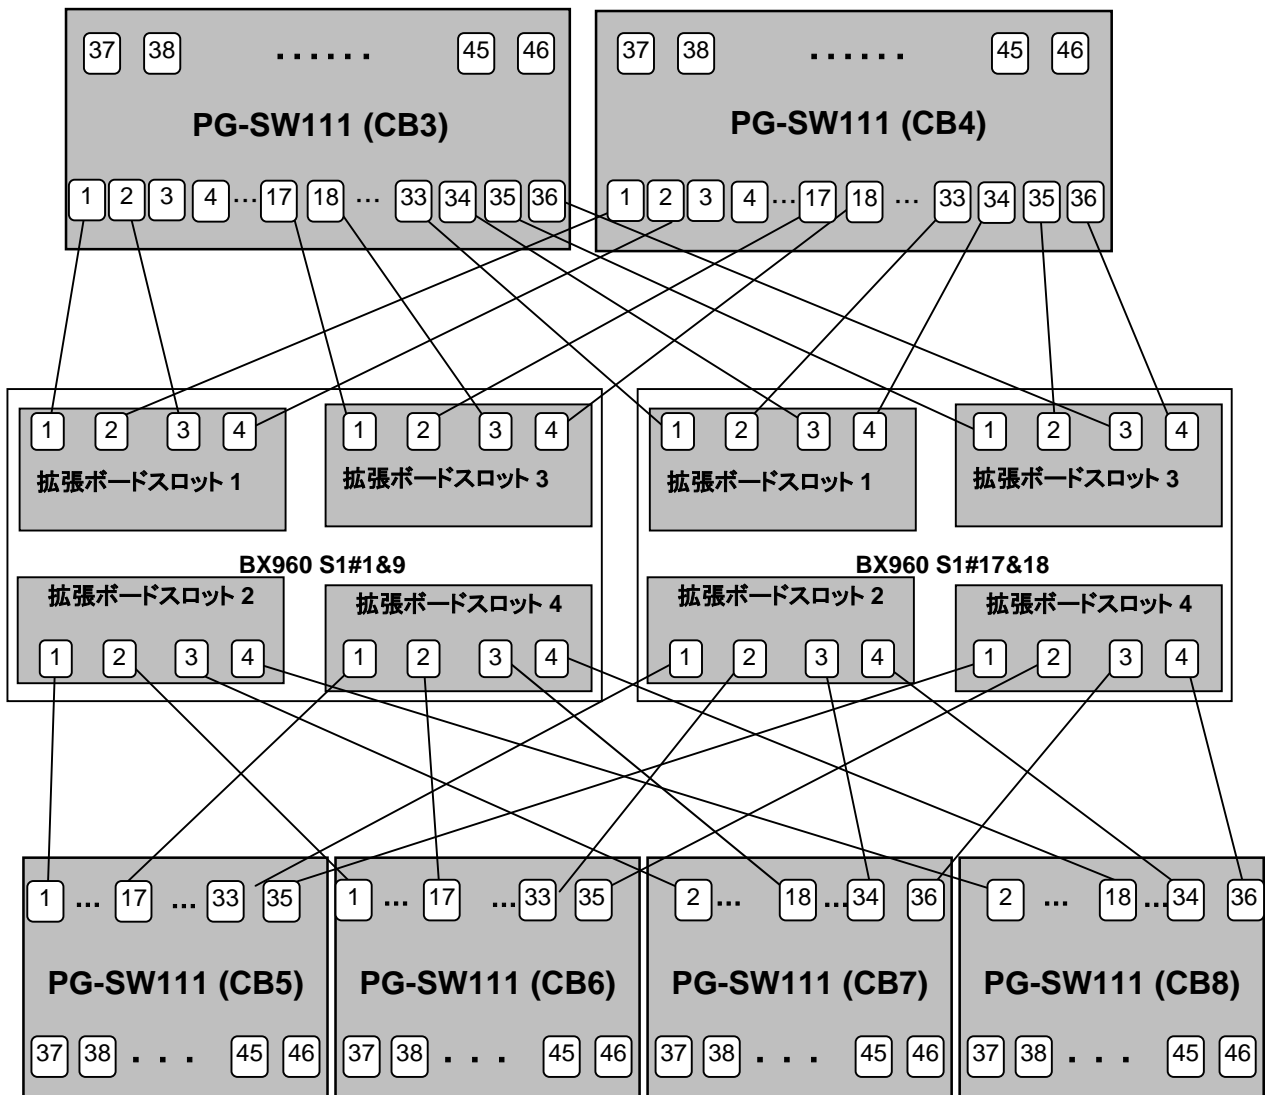 37 38 ...... 45 46
PG-SW111 (CB3)
1 2 3 4 ... 17 18 ... 33 34 35 36
37 38 ...... 45 46
PG-SW111 (CB4)
1 2 3 4 ... 17 18 ... 33 34 35 36
1 2 3 4
拡張ボードスロット 1
1 2 3 4
拡張ボードスロット 3
BX960 S1#1&9
拡張ボードスロット 2
1 2 3 4
拡張ボードスロット 4
1 2 3 4
1 2 3 4
拡張ボードスロット 1
1 2 3 4
拡張ボードスロット 3
BX960 S1#17&18
拡張ボードスロット 2
1 2 3 4
拡張ボードスロット 4
1 2 3 4
1 ... 17 ... 33 35
PG-SW111 (CB5)
37 38 . . . 45 46
1 ... 17 ... 33 35
PG-SW111 (CB6)
37 38 . . . 45 46
2 ... 18 ... 34 36
PG-SW111 (CB7)
37 38 . . . 45 46
2 ... 18 ... 34 36
PG-SW111 (CB8)
37 38 . . . 45 46